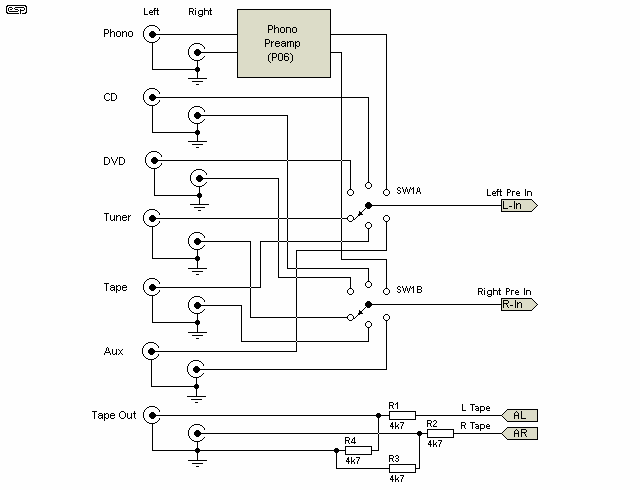 esp
Left Right
Phono
Phono
Preamp
(P06)
CD
DVD
SW1A
Left Pre In
L-In
Tuner
Tape
SW1B
Right Pre In
R-In
Aux
Tape Out
R1
4k7
L Tape
AL
R2
4k7
R Tape
AR
R4
4k7
R3
4k7